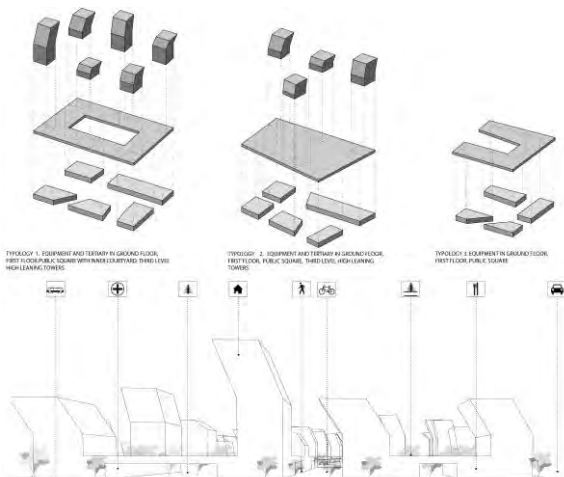 TYPOLOGY 1. EQUIPMENT AND TERTIARY IN GROUND FLOOR,
FIRST FLOOR PUBLIC SQUARE WITH INNER COURTYARD, THIRD LEVEL
HIGH LEANING TOWERS
TYPOLOGY 2. EQUIPMENT AND TERTIARY IN GROUND FLOOR,
FIRST FLOOR, PUBLIC SQUARE, THIRD LEVEL, HIGH LEANING
TOWERS
TYPOLOGY 3. EQUIPMENT IN GROUND FLOOR,
FIRST FLOOR, PUBLIC SQUARE